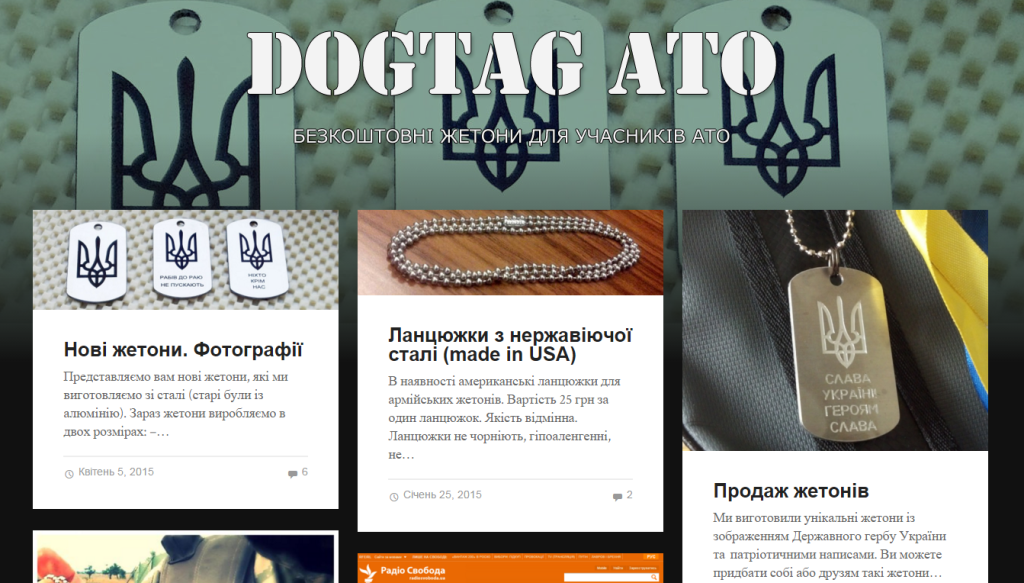 DOGTAG ATO
БЕЗКОШТОВНІ ЖЕТОНИ ДЛЯ УЧАСНИКІВ АТО
РАБІВ ДО РАЮ
НЕ ПУСКАЮТЬ
НІХТО
КРІМ
НАС
Нові жетони. Фотографії
Представляємо вам нові жетони, які ми
виготовляємо зі сталі (старі були із
алюмінію). Зараз жетони виробляємо в
двох розмірах: –…
Квітень 5, 2015
6
Ланцюжки з нержавіючої
сталі (made in USA)
В наявності американські ланцюжки для
армійських жетонів. Вартість 25 грн за
один ланцюжок. Якість відмінна.
Ланцюжки не чорніють, гіпоаленгенні,
не…
Січень 25, 2015
2
СЛАВА
УКРАЇНІ
ГЕРОЯМ
СЛАВА
Продаж жетонів
Ми виготовили унікальні жетони із
зображенням Державного гербу України
та патріотичними написами. Ви можете
придбати собі або друзям такі жетони…
Радіо Свобода
radiosvoboda.org